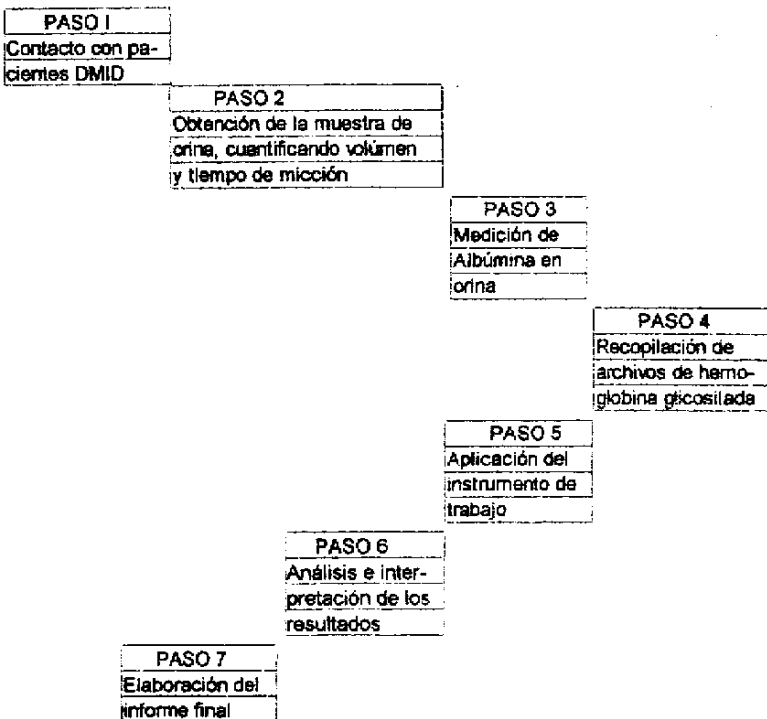 PASO I
Contacto con pa-
cientes DMID
PASO 2
Obtención de la muestra de
orina, cuantificando volúmen
y tiempo de micción
PASO 3
Medición de
Albúmina en
orina
PASO 4
Recopilación de
archivos de hemo-
globina glicosilada
PASO 5
Aplicación del
instrumento de
trabajo
PASO 6
Análisis e inter-
pretación de los
resultados
PASO 7
Elaboración del
informe final